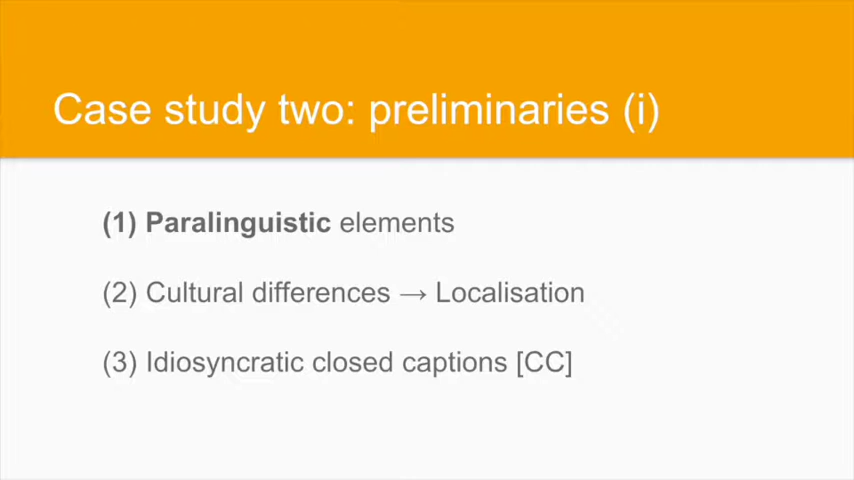 Case study two: preliminaries (i)
(1) Paralinguistic elements
(2) Cultural differences → Localisation
(3) Idiosyncratic closed captions [CC]